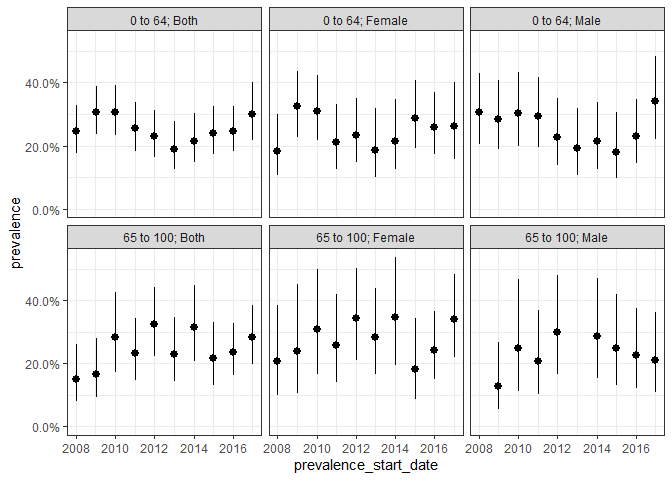 0 to 64; Both
0 to 64; Female
0 to 64; Male
40.0%
20.0%
0.0%
65 to 100; Both
65 to 100; Female
65 to 100; Male
40.0%
20.0%
0.0%
prevalence
2008 2010 2012 2014 2016
2008 2010 2012 2014 2016
2008 2010 2012 2014 2016
prevalence_start_date